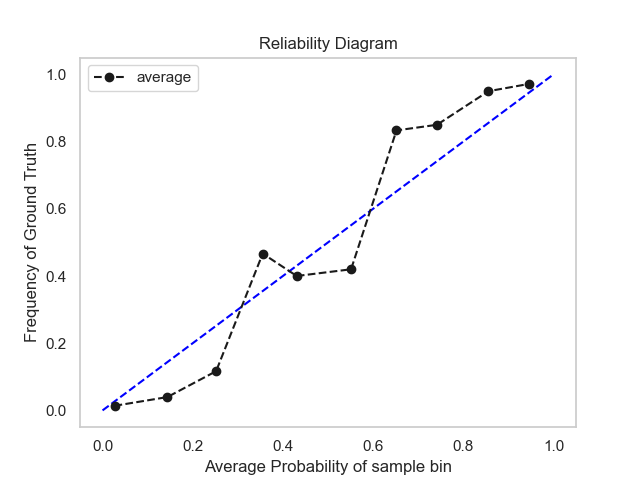 Reliability Diagram
average
Frequency of Ground Truth
1.0
0.8
0.6
0.4
0.2
0.0
0.0 0.2 0.4 0.6 0.8 1.0
Average Probability of sample bin